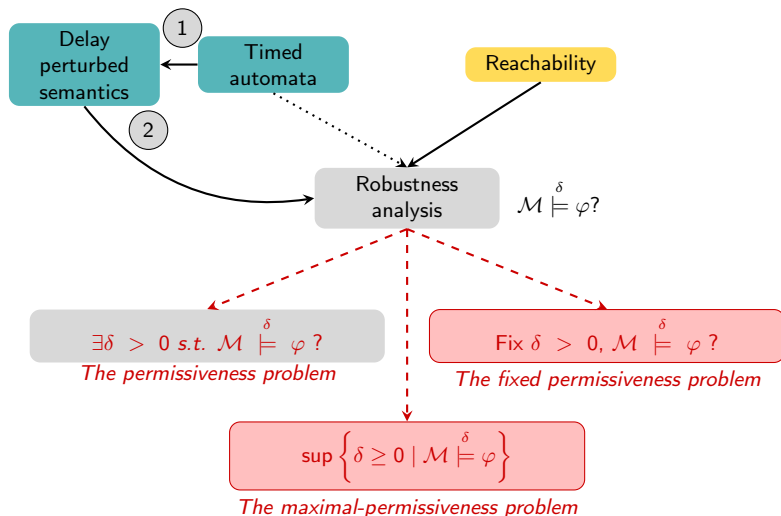 1
Delay
perturbed
semantics
Timed
automata
Reachability
2
Robustness
analysis
δ
ℳ ⊨ φ?
δ
∃δ > 0 s.t. ℳ ⊨ φ ?
The permissiveness problem
δ
Fix δ > 0, ℳ ⊨ φ ?
The fixed permissiveness problem
δ
sup {δ ≥ 0 | ℳ ⊨ φ}
The maximal-permissiveness problem